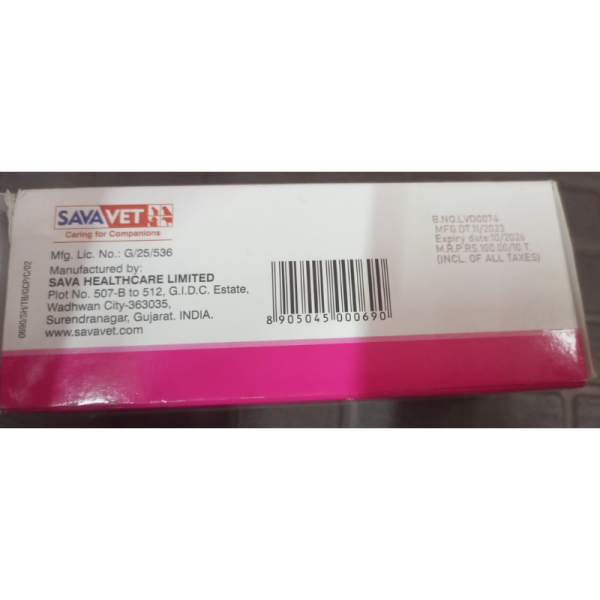 SAVAVET
Caring for Companions
Mfg. Lic. No.: G/25/536
Manufactured by:
SAVA HEALTHCARE LIMITED
Plot No. 507-B to 512, G.I.D.C. Estate,
Wadhwan City-363035,
Surendranagar, Gujarat. INDIA.
www.savavet.com
8 905045 000690
B.NO.LVD0074
MFG.DT.11/2023
Expiry date:10/2026
M.R.P.RS.100.00/10 T.
(INCL. OF ALL TAXES)